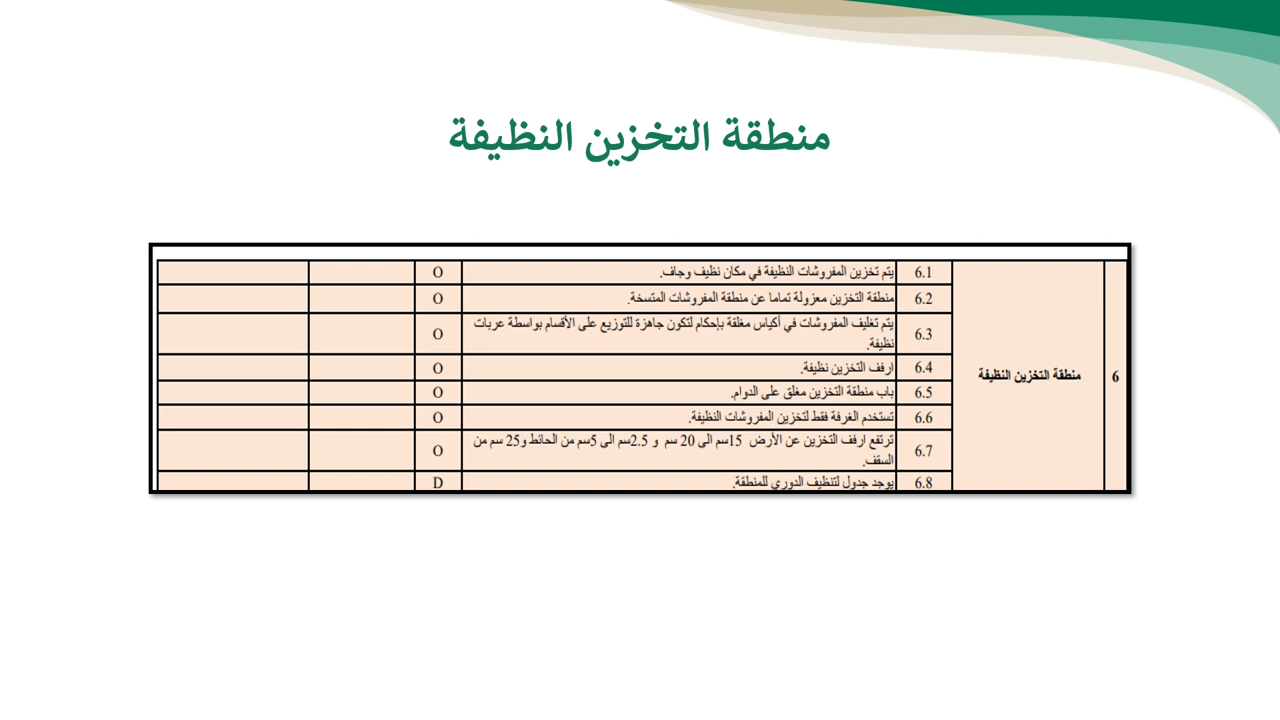 منطقة التخزين النظيفة
6
منطقة التخزين النظيفة
6.1 يتم تخزين المفروشات النظيفة في مكان نظيف وجاف. O
6.2 منطقة التخزين معزولة تماما عن منطقة المفروشات المتسخة. O
6.3 يتم تغليف المفروشات في أكياس مغلقة بإحكام لتكون جاهزة للتوزيع على الأقسام بواسطة عربات
نظيفة. O
6.4 ارفف التخزين نظيفة. O
6.5 باب منطقة التخزين مغلق على الدوام. O
6.6 تستخدم الغرفة فقط لتخزين المفروشات النظيفة. O
6.7 ترتفع ارفف التخزين عن الأرض 15سم الى 20 سم و 2.5سم الى 5سم من الحائط و25 سم من
السقف. O
6.8 يوجد جدول لتنظيف الدوري للمنطقة. D